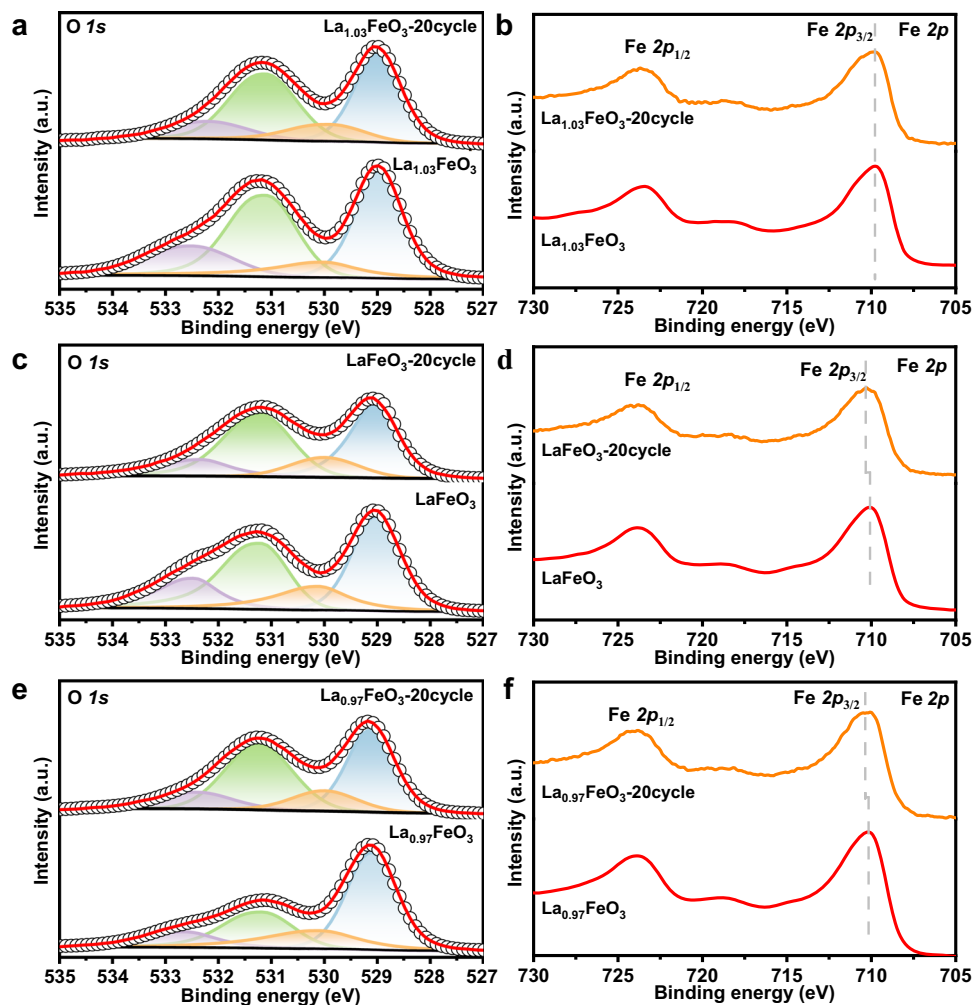 a
O 1s
La1.03FeO3-20cycle
La1.03FeO3
Intensity (a.u.)
535 534 533 532 531 530 529 528 527
Binding energy (eV)
b
Fe 2p1/2
Fe 2p3/2
Fe 2p
La1.03FeO3-20cycle
La1.03FeO3
Intensity (a.u.)
730 725 720 715 710 705
Binding energy (eV)
c
O 1s
LaFeO3-20cycle
LaFeO3
Intensity (a.u.)
535 534 533 532 531 530 529 528 527
Binding energy (eV)
d
Fe 2p1/2
Fe 2p3/2
Fe 2p
LaFeO3-20cycle
LaFeO3
Intensity (a.u.)
730 725 720 715 710 705
Binding energy (eV)
e
O 1s
La0.97FeO3-20cycle
La0.97FeO3
Intensity (a.u.)
535 534 533 532 531 530 529 528 527
Binding energy (eV)
f
Fe 2p1/2
Fe 2p3/2
Fe 2p
La0.97FeO3-20cycle
La0.97FeO3
Intensity (a.u.)
730 725 720 715 710 705
Binding energy (eV)